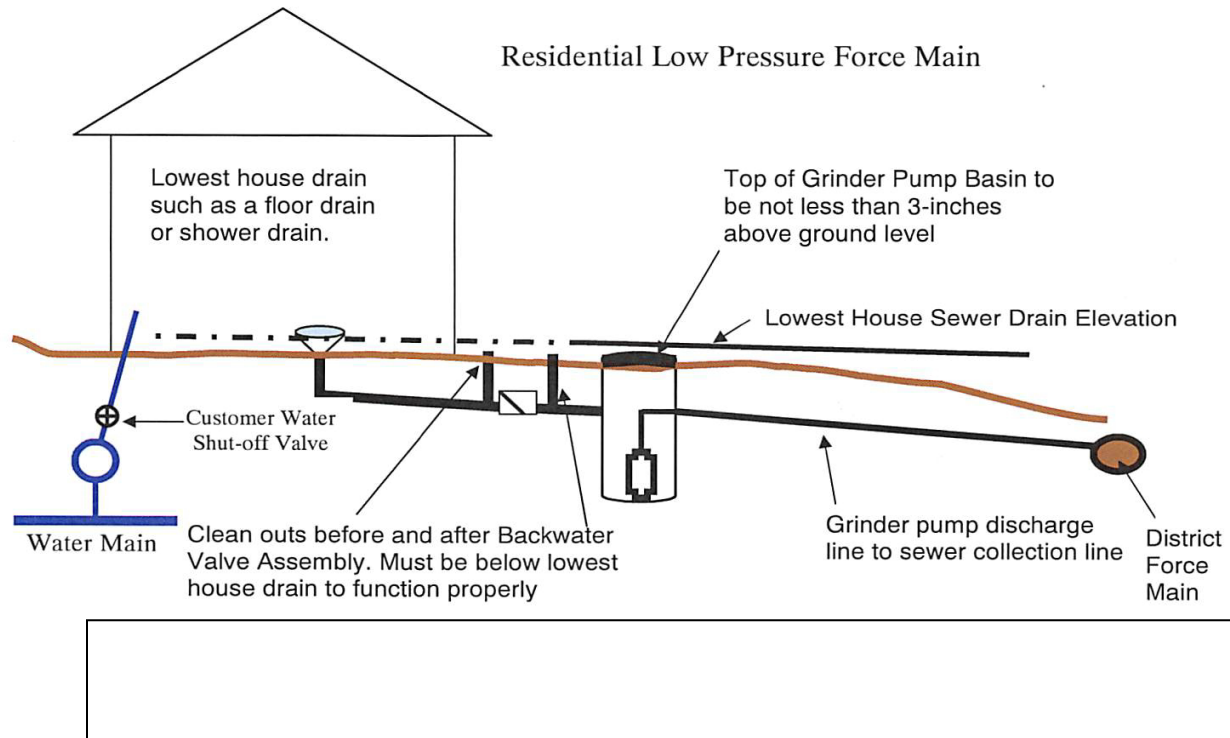 Residential Low Pressure Force Main
Lowest house drain
such as a floor drain
or shower drain.
Top of Grinder Pump Basin to
be not less than 3-inches
above ground level
Lowest House Sewer Drain Elevation
Customer Water
Shut-off Valve
Water Main
Clean outs before and after Backwater
Valve Assembly. Must be below lowest
house drain to function properly
Grinder pump discharge
line to sewer collection line
District
Force
Main